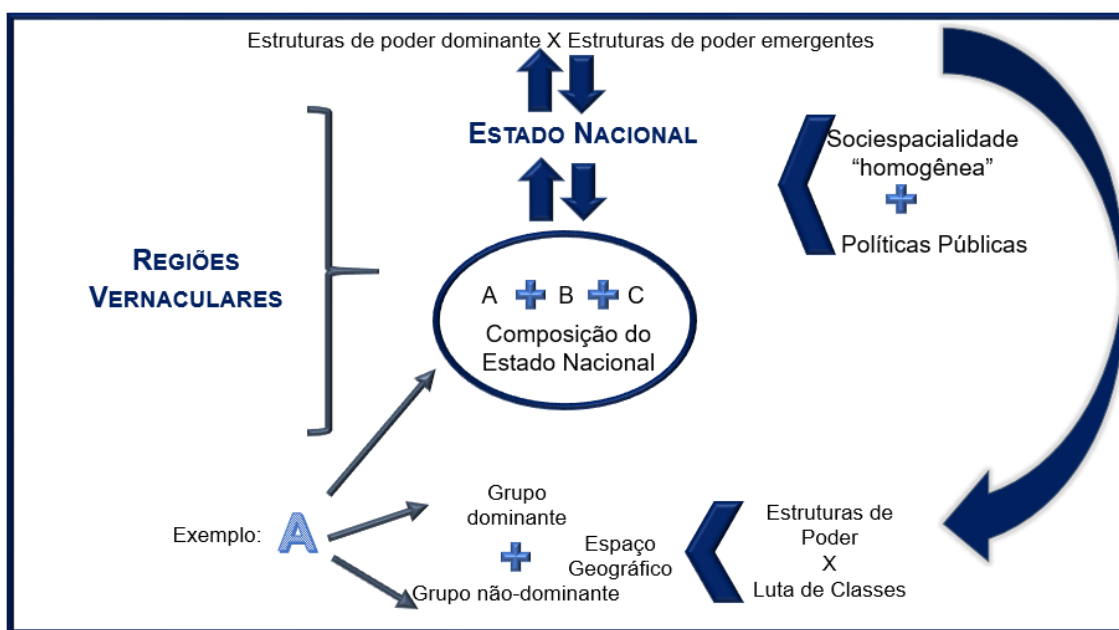 Estruturas de poder dominante X Estruturas de poder emergentes
ESTADO NACIONAL
Sociespacialidade
“homogênea”
Políticas Públicas
REGIÕES
VERNACULARES
A B C
Composição do
Estado Nacional
Exemplo: A
Grupo
dominante
Grupo não-dominante
Espaço
Geográfico
Estruturas de
Poder
X
Luta de Classes